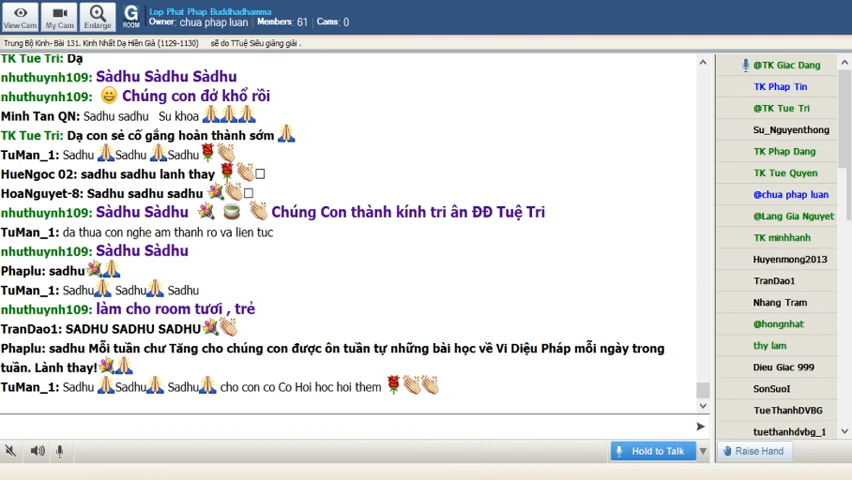 View Cam
My Cam
Enlarge
G
ROOM
Lop Phat Phap Buddhadhamma
Owner: chua phap luan Members: 61 Cams: 0
Trung Bộ Kinh- Bài 131. Kinh Nhất Dạ Hiền Giả (1129-1130) sẽ do TTuệ Siêu giảng giải .
TK Tue Tri: Dạ
nhuthuynh109: Sàdhu Sàdhu Sàdhu
nhuthuynh109: Chúng con đở khổ rồi
Minh Tan QN: Sadhu sadhu Su khoa
TK Tue Tri: Dạ con sẻ cố gắng hoàn thành sớm
TuMan_1: Sadhu Sadhu Sadhu
HueNgoc 02: sadhu sadhu lanh thay
HoaNguyet-8: Sadhu sadhu sadhu
nhuthuynh109: Sàdhu Sàdhu Chúng Con thành kính tri ân ĐĐ Tuệ Tri
TuMan_1: da thua con nghe am thanh ro va lien tuc
nhuthuynh109: Sàdhu Sàdhu
Phaplu: sadhu
TuMan_1: Sadhu Sadhu Sadhu
nhuthuynh109: làm cho room tươi , trẻ
TranDao1: SADHU SADHU SADHU
Phaplu: sadhu Mỗi tuần chư Tăng cho chúng con được ôn tuần tự những bài học về Vi Diệu Pháp mỗi ngày trong
tuần. Lành thay!
TuMan_1: Sadhu Sadhu Sadhu cho con co Co Hoi hoc hoi them
Hold to Talk
@TK Giac Dang
TK Phap Tin
@TK Tue Tri
Su_Nguyenthong
TK Phap Dang
TK Tue Quyen
@chua phap luan
@Lang Gia Nguyet
TK minhhanh
Huyenmong2013
TranDao1
Nhang Tram
@hongnhat
thy lam
Dieu Giac 999
SonSuoI
TueThanhDVBG
tuethanhdvbg_1
Raise Hand